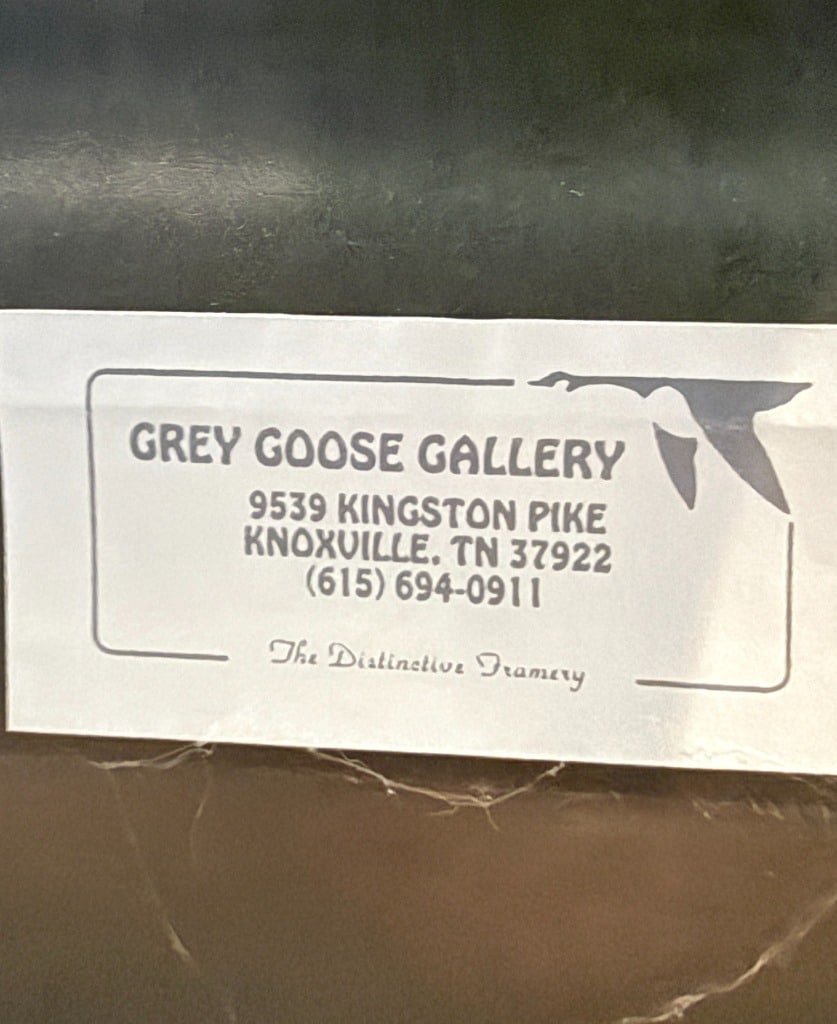 GREY GOOSE GALLERY
9539 KINGSTON PIKE
KNOXVILLE, TN 37922
(615) 694-0911
The Distinctive Framery